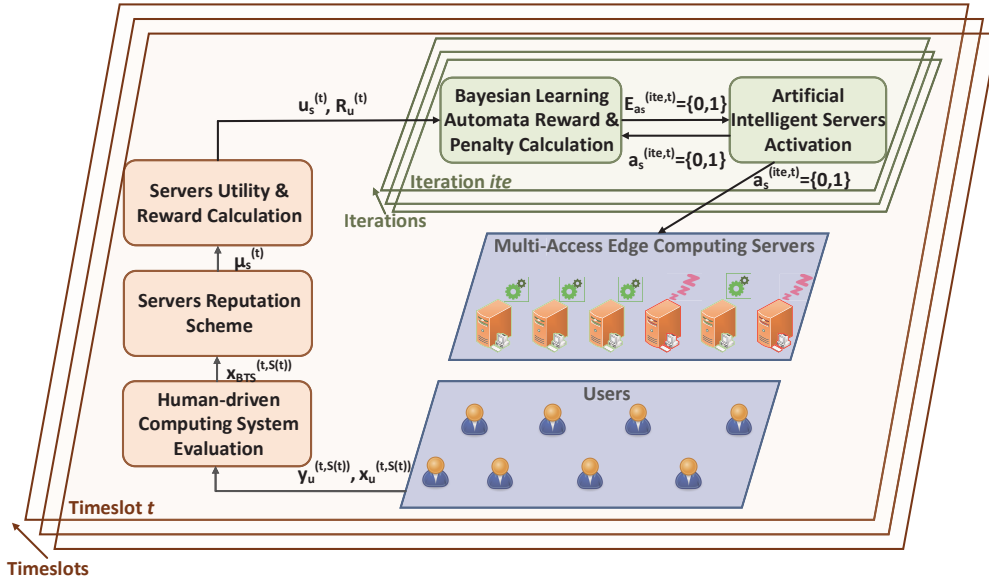 u_s^(t), R_u^(t)
Bayesian Learning
Automata Reward &
Penalty Calculation
E_as^(ite,t)={0,1}
a_s^(ite,t)={0,1}
Artificial
Intelligent Servers
Activation
Iteration ite
Iterations
a_s^(ite,t)={0,1}
Servers Utility &
Reward Calculation
μ_s^(t)
Servers Reputation
Scheme
x_BTS^(t,S(t))
Human-driven
Computing System
Evaluation
y_u^(t,S(t)), x_u^(t,S(t))
Multi-Access Edge Computing Servers
Users
Timeslot t
Timeslots